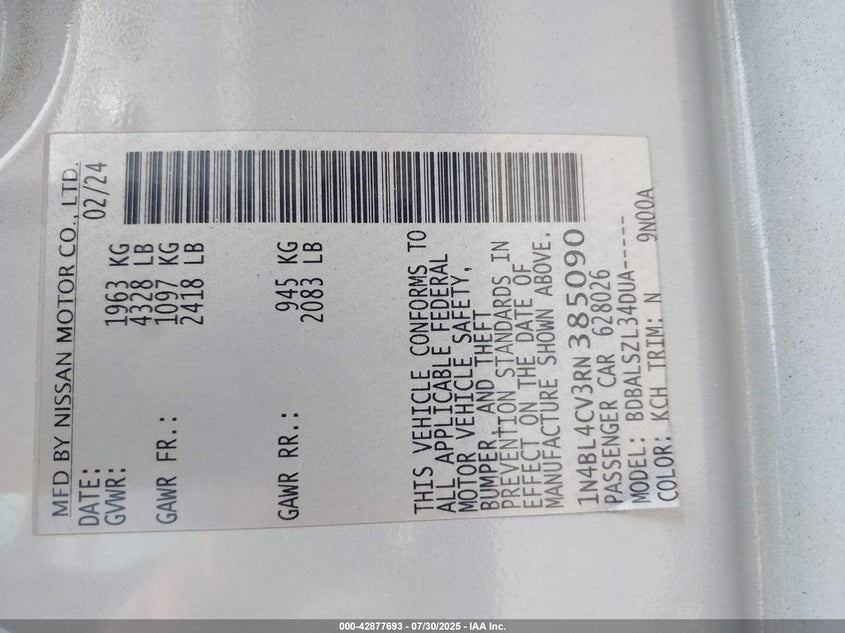 MFD BY NISSAN MOTOR CO., LTD.
DATE: 02/24
GVWR: 1963 KG
4328 LB
GAWR FR.: 1097 KG
2418 LB
GAWR RR.: 945 KG
2083 LB
THIS VEHICLE CONFORMS TO
ALL APPLICABLE FEDERAL
MOTOR VEHICLE SAFETY,
BUMPER, AND THEFT
PREVENTION STANDARDS IN
EFFECT ON THE DATE OF
MANUFACTURE SHOWN ABOVE.
1N4BL4CV3RN385090
PASSENGER CAR 628026
MODEL: BDBALSZL34DUA-----
COLOR: KCH TRIM: N 9N00A
000-42877693 - 07/30/2025 - IAA Inc.